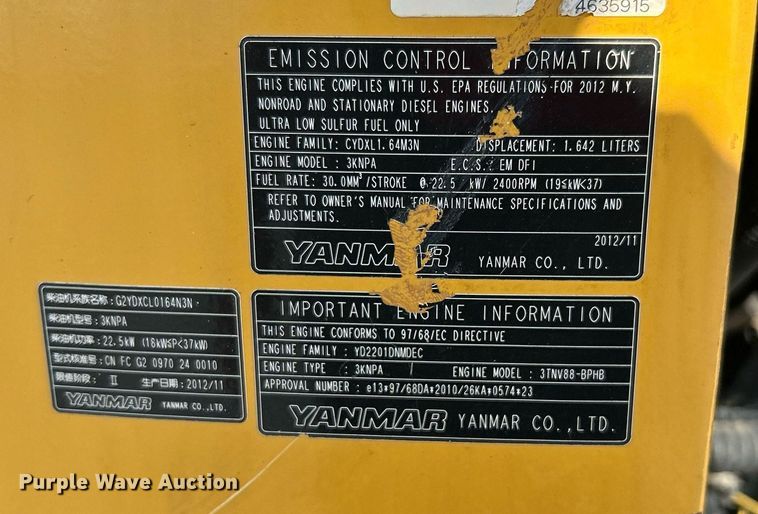 4635915
EMISSION CONTROL INFORMATION
THIS ENGINE COMPLIES WITH U.S. EPA REGULATIONS FOR 2012 M.Y.
NONROAD AND STATIONARY DIESEL ENGINES.
ULTRA LOW SULFUR FUEL ONLY
ENGINE FAMILY: CYDXL1.64M3N DISPLACEMENT: 1.642 LITERS
ENGINE MODEL : 3KNPA E.C.S.: EM DFI
FUEL RATE: 30.0MM³/STROKE @ 22.5 kW/ 2400RPM (19≤kW<37)
REFER TO OWNER'S MANUAL FOR MAINTENANCE SPECIFICATIONS AND
ADJUSTMENTS.
2012/11
YANMAR YANMAR CO., LTD.
柴油机系族名称: G2YDXCL0164N3N
柴油机型号: 3KNPA
柴油机功率: 22.5kW (18kW≤P<37kW)
型式核准号: CN FC G2 0970 24 0010
限值阶段: II 生产日期: 2012/11
YANMAR YANMAR CO., LTD.
IMPORTANT ENGINE INFORMATION
THIS ENGINE CONFORMS TO 97/68/EC DIRECTIVE
ENGINE FAMILY : YD2201DNMDEC
ENGINE TYPE : 3KNPA ENGINE MODEL : 3TNV88-BPHB
APPROVAL NUMBER : e13*97/68DA*2010/26KA*0574*23
YANMAR YANMAR CO.,LTD.
Purple Wave Auction